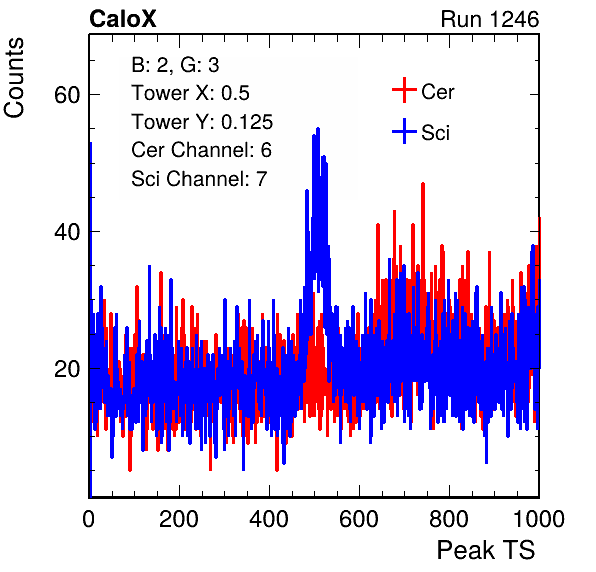 CaloX Run 1246
Counts
B: 2, G: 3
Tower X: 0.5
Tower Y: 0.125
Cer Channel: 6
Sci Channel: 7
Cer
Sci
60
40
20
0 200 400 600 800 1000
Peak TS